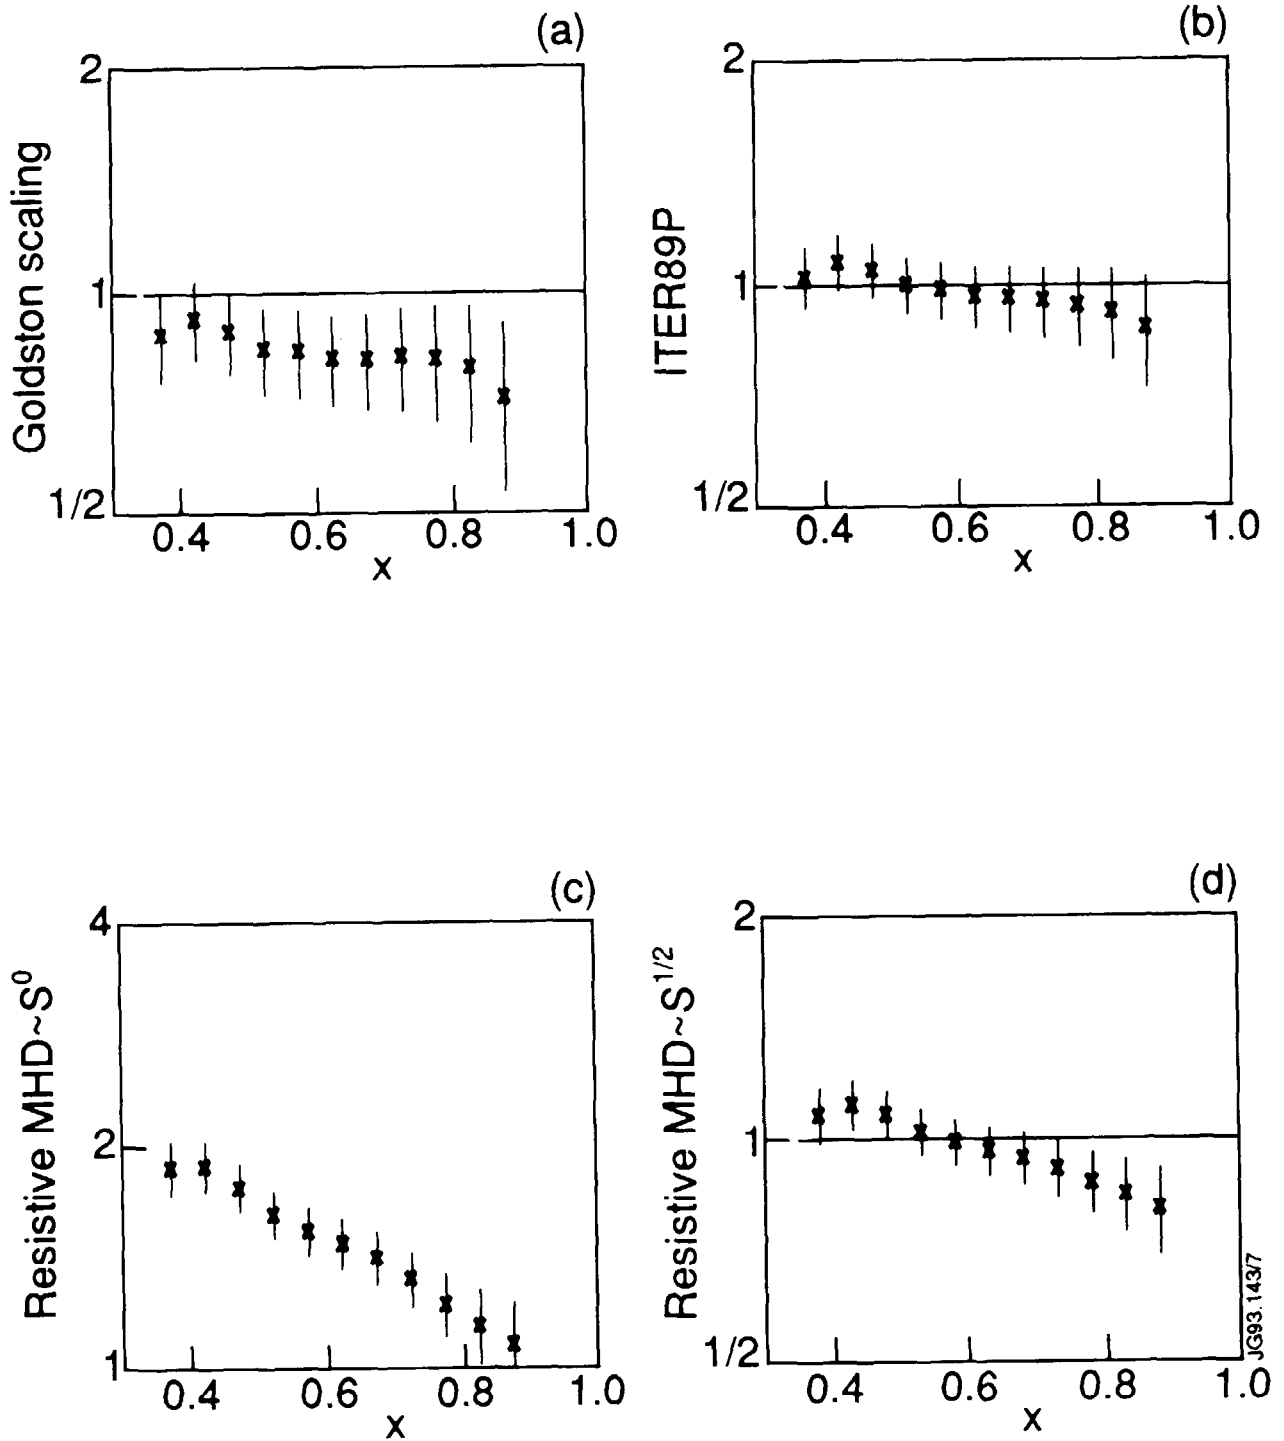 (a)
2
1
1/2
Goldston scaling
0.4 0.6 0.8 1.0
x
(b)
2
1
1/2
ITER89P
0.4 0.6 0.8 1.0
x
(c)
4
2
1
Resistive MHD~S⁰
0.4 0.6 0.8 1.0
x
(d)
2
1
1/2
Resistive MHD~S¹/²
0.4 0.6 0.8 1.0
x
JG93.143/7